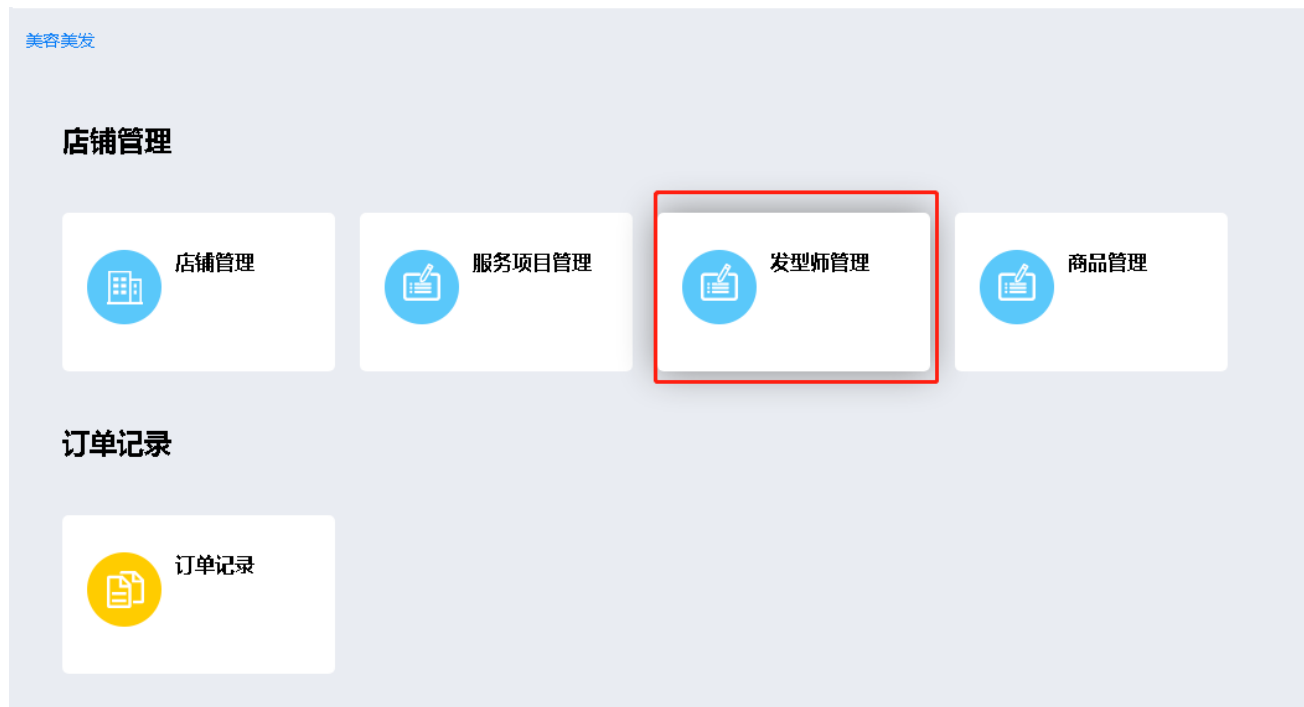 美容美发
店铺管理
店铺管理
服务项目管理
发型师管理
商品管理
订单记录
订单记录